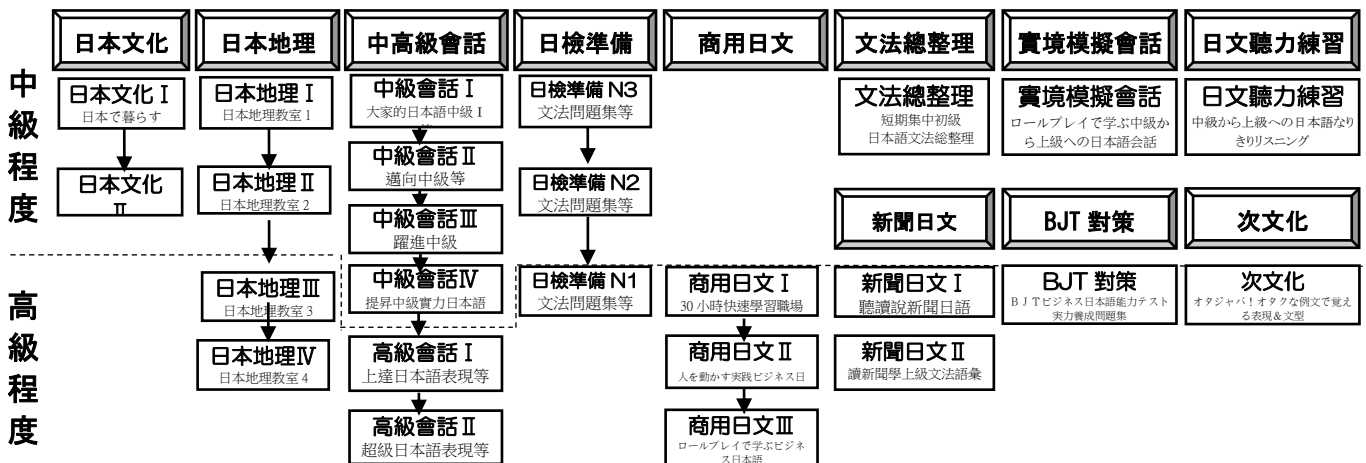 日本文化
日本地理
中高級會話
日檢準備
商用日文
文法總整理
實境模擬會話
日文聽力練習
中級程度
日本文化 I
日本で暮らす
日本文化
II
日本地理 I
日本地理教室 1
日本地理 II
日本地理教室 2
中級會話 I
大家的日本語中級 I
中級會話 II
邁向中級等
中級會話III
躍進中級
中級會話IV
提昇中級實力日本語
日檢準備 N3
文法問題集等
日檢準備 N2
文法問題集等
文法總整理
短期集中初級
日本語文法総整理
實境模擬會話
ロールプレイで学ぶ中級か
ら上級への日本語会話
日文聽力練習
中級から上級への日本語なり
きりリスニング
新聞日文
BJT 對策
次文化
高級程度
日本地理III
日本地理教室 3
日本地理IV
日本地理教室 4
高級會話 I
上達日本語表現等
高級會話 II
超級日本語表現等
日檢準備 N1
文法問題集等
商用日文 I
30 小時快速學習職場
商用日文 II
人を動かす実践ビジネス日
商用日文III
ロールプレイで学ぶビジネ
ス日本語
新聞日文 I
聽讀說新聞日語
新聞日文 II
讀新聞學上級文法語彙
BJT 對策
BJTビジネス日本語能力テスト
実力養成問題集
次文化
オタジャパ！オタクな例文で覚え
る表現＆文型